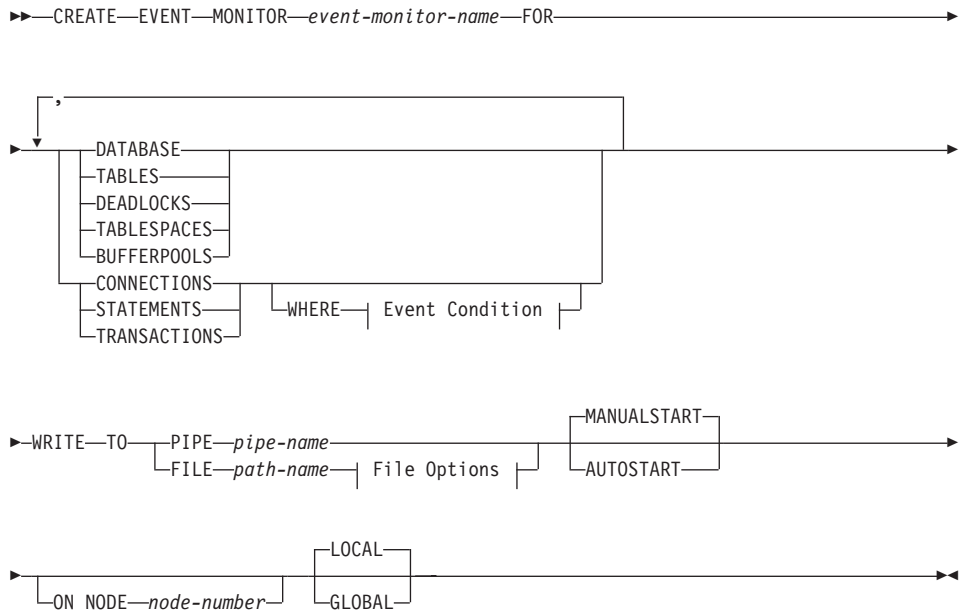 CREATE EVENT MONITOR event-monitor-name FOR
,
DATABASE
TABLES
DEADLOCKS
TABLESPACES
BUFFERPOOLS
CONNECTIONS
STATEMENTS WHERE Event Condition
TRANSACTIONS
MANUALSTART
WRITE TO PIPE pipe-name
FILE path-name File Options AUTOSTART
LOCAL
ON NODE node-number GLOBAL